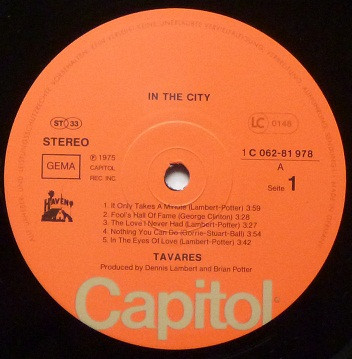 IN THE CITY
ST 33
LC 0148
STEREO
GEMA
℗ 1975
CAPITOL
REC. INC.
1 C 062-81 978
A
Seite 1
HAVEN
1. It Only Takes A Minute (Lambert-Potter) 3:59
2. Fool's Hall Of Fame (George Clinton) 3:28
3. The Love I Never Had (Lambert-Potter)
4. Nothing You Can Do -Stuart-Ball) 3:54
5. In The Eyes Of Love (Lambert-Potter) 3:42
TAVARES
Produced by Dennis Lambert and Brian Potter
Capitol